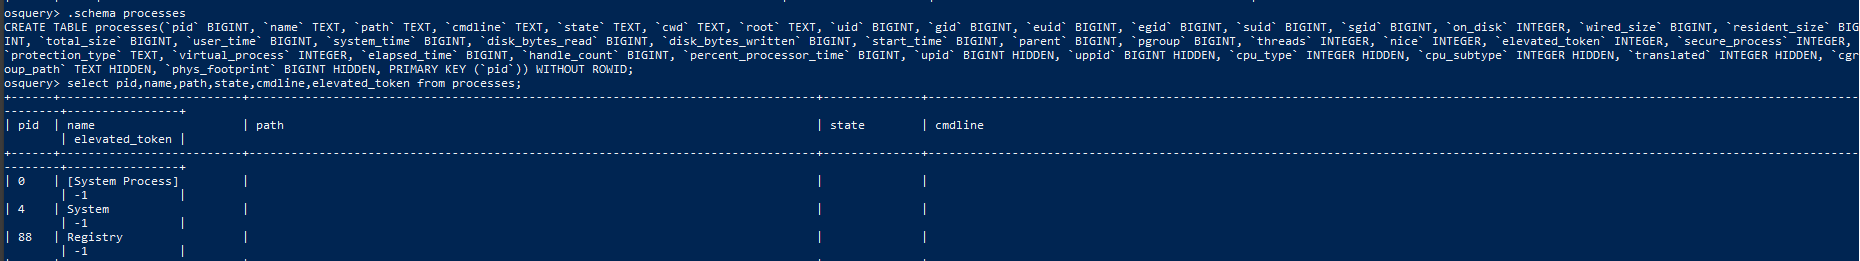 osquery> .schema processes
CREATE TABLE processes(`pid` BIGINT, `name` TEXT, `path` TEXT, `cmdline` TEXT, `state` TEXT, `cwd` TEXT, `root` TEXT, `uid` BIGINT, `gid` BIGINT, `euid` BIGINT, `egid` BIGINT, `suid` BIGINT, `sgid` BIGINT, `on_disk` INTEGER, `wired_size` BIGINT, `resident_size` BIG
INT, `total_size` BIGINT, `user_time` BIGINT, `system_time` BIGINT, `disk_bytes_read` BIGINT, `disk_bytes_written` BIGINT, `start_time` BIGINT, `parent` BIGINT, `pgroup` BIGINT, `threads` INTEGER, `nice` INTEGER, `elevated_token` INTEGER, `secure_process` INTEGER,
`protection_type` TEXT, `virtual_process` INTEGER, `elapsed_time` BIGINT, `handle_count` BIGINT, `percent_processor_time` BIGINT, `upid` BIGINT HIDDEN, `uppid` BIGINT HIDDEN, `cpu_type` INTEGER HIDDEN, `cpu_subtype` INTEGER HIDDEN, `translated` INTEGER HIDDEN, `cgr
oup_path` TEXT HIDDEN, `phys_footprint` BIGINT HIDDEN, PRIMARY KEY (`pid`)) WITHOUT ROWID;
osquery> select pid,name,path,state,cmdline,elevated_token from processes;
| pid | name | path | state | cmdline
| elevated_token |
| 0 | [System Process] | | |
| -1 |
| 4 | System | | |
| -1 |
| 88 | Registry | | |
| -1 |